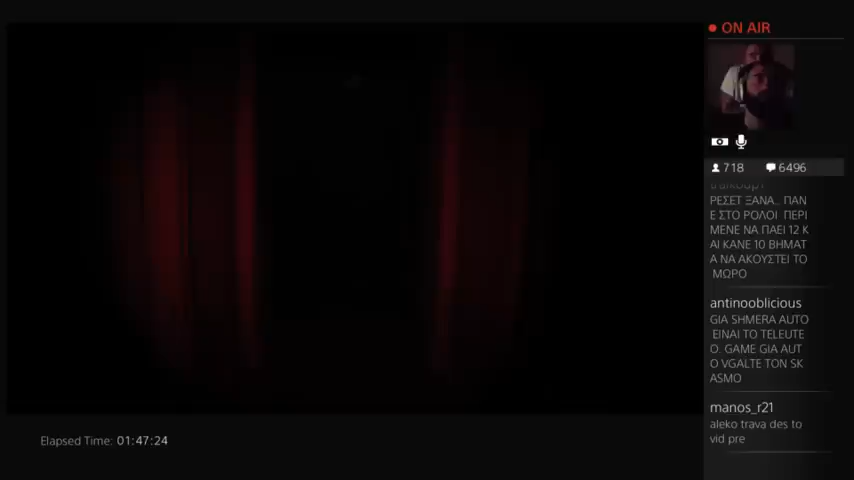 ON AIR
718 6496
ΡΕΣΕΤ ΞΑΝΑ.. ΠΑΝ
Ε ΣΤΟ ΡΟΛΟΙ ΠΕΡΙ
ΜΕΝΕ ΝΑ ΠΑΕΙ 12 Κ
ΑΙ ΚΑΝΕ 10 ΒΗΜΑΤ
Α ΝΑ ΑΚΟΥΣΤΕΙ ΤΟ
ΜΩΡΟ
antinooblicious
GIA SHMERA AUTO
EINAI TO TELEUTE
O. GAME GIA AUT
O VGALTE TON SK
ASMO
manos_r21
aleko trava des to
vid pre
Elapsed Time: 01:47:24